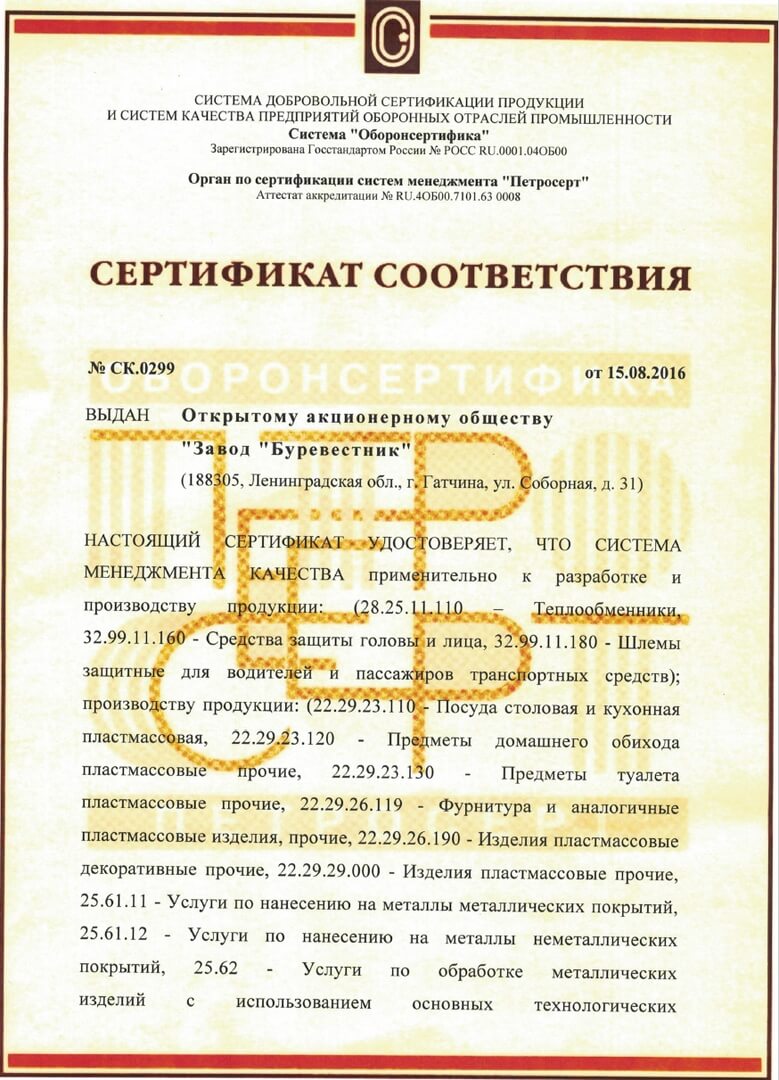 СИСТЕМА ДОБРОВОЛЬНОЙ СЕРТИФИКАЦИИ ПРОДУКЦИИ
И СИСТЕМ КАЧЕСТВА ПРЕДПРИЯТИЙ ОБОРОННЫХ ОТРАСЛЕЙ ПРОМЫШЛЕННОСТИ
Система "Оборонсертифика"
Зарегистрирована Госстандартом России № РОСС RU.0001.04ОБ00
Орган по сертификации систем менеджмента "Петросерт"
Аттестат аккредитации № RU.4ОБ00.7101.63 0008
СЕРТИФИКАТ СООТВЕТСТВИЯ
№ СК.0299
от 15.08.2016
ОБОРОНСЕРТИФИКА
ВЫДАН Открытому акционерному обществу
"Завод "Буревестник"
(188305, Ленинградская обл., г. Гатчина, ул. Соборная, д. 31)
НАСТОЯЩИЙ СЕРТИФИКАТ УДОСТОВЕРЯЕТ, ЧТО СИСТЕМА
МЕНЕДЖМЕНТА КАЧЕСТВА применительно к разработке и
производству продукции: (28.25.11.110 – Теплообменники,
32.99.11.160 - Средства защиты головы и лица, 32.99.11.180 - Шлемы
защитные для водителей и пассажиров транспортных средств);
производству продукции: (22.29.23.110 - Посуда столовая и кухонная
пластмассовая, 22.29.23.120 - Предметы домашнего обихода
пластмассовые прочие, 22.29.23.130 - Предметы туалета
пластмассовые прочие, 22.29.26.119 - Фурнитура и аналогичные
пластмассовые изделия, прочие, 22.29.26.190 - Изделия пластмассовые
декоративные прочие, 22.29.29.000 - Изделия пластмассовые прочие,
25.61.11 - Услуги по нанесению на металлы металлических покрытий,
25.61.12 - Услуги по нанесению на металлы неметаллических
покрытий, 25.62 - Услуги по обработке металлических
изделий с использованием основных технологических